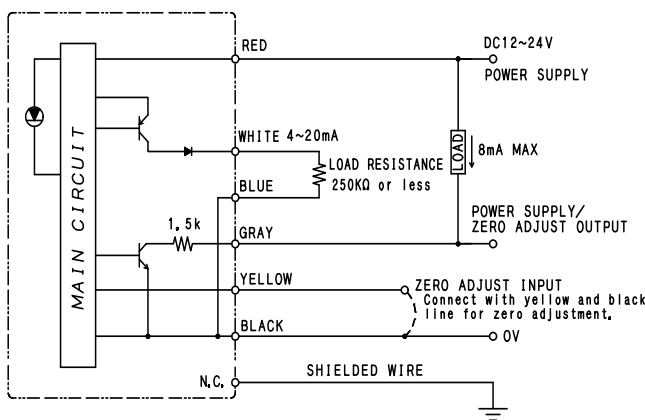 RED
DC12~24V
POWER SUPPLY
MAIN CIRCUIT
WHITE 4~20mA
LOAD RESISTANCE
250KΩ or less
LOAD
8mA MAX
BLUE
1.5k
GRAY
POWER SUPPLY/
ZERO ADJUST OUTPUT
YELLOW
ZERO ADJUST INPUT
Connect with yellow and black
line for zero adjustment.
BLACK
0V
N.C.
SHIELDED WIRE